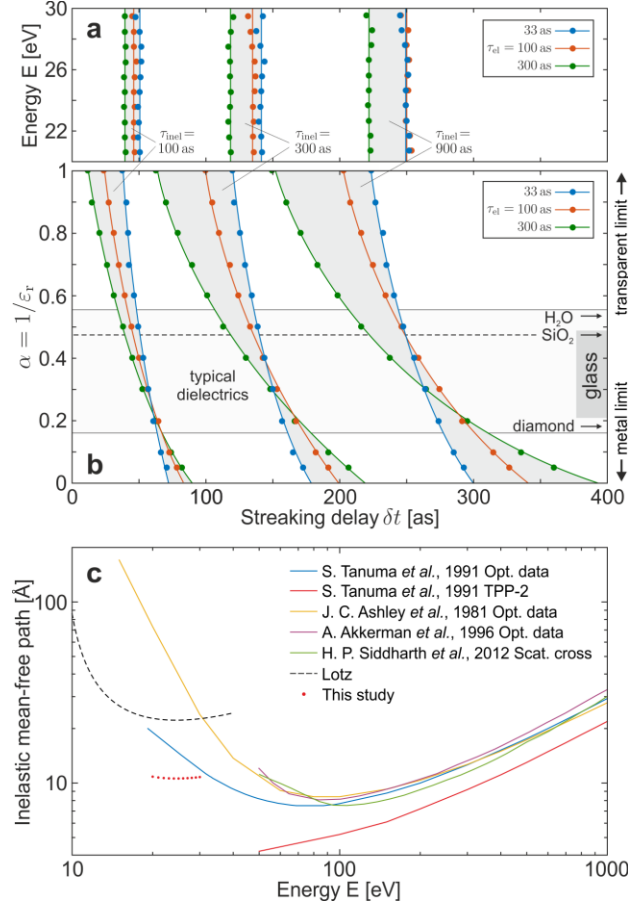 30
28
26
24
22
Energy E [eV]
a
33 as
τel = 100 as
300 as
τinel =
100 as
τinel =
300 as
τinel =
900 as
1
0.8
0.6
0.4
0.2
0
α = 1/εr
33 as
τel = 100 as
300 as
transparent limit
H2O
SiO2
glass
typical
dielectrics
diamond
metal limit
b
0 100 200 300 400
Streaking delay δt [as]
c
100
10
Inelastic mean-free path [Å]
S. Tanuma et al., 1991 Opt. data
S. Tanuma et al., 1991 TPP-2
J. C. Ashley et al., 1981 Opt. data
A. Akkerman et al., 1996 Opt. data
H. P. Siddharth et al., 2012 Scat. cross
Lotz
This study
10 100 1000
Energy E [eV]